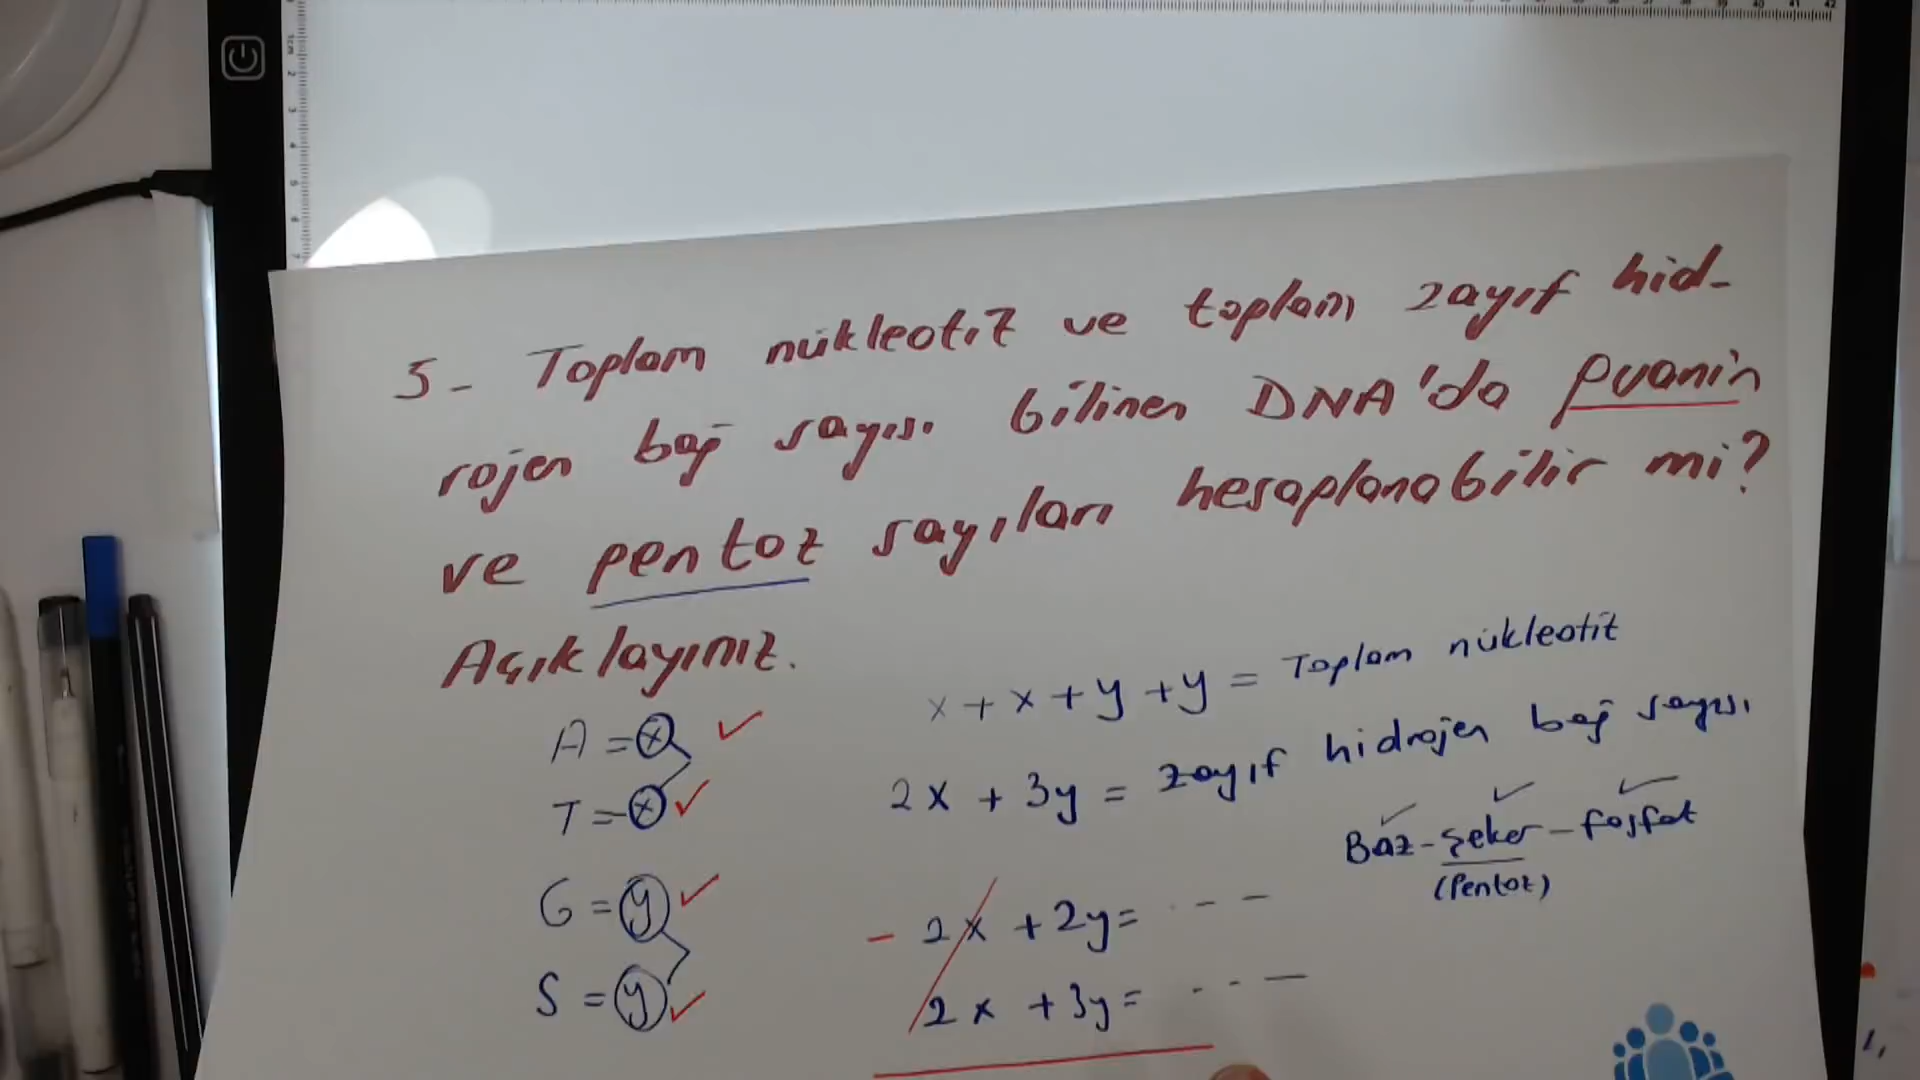 5- Toplam nükleotit ve toplam zayıf hid-
rojen bağ sayısı bilinen DNA'da guanin
ve pentoz sayıları hesaplanabilir mi?
Açıklayınız.
x + x + y + y = Toplam nükleotit
2x + 3y = zayıf hidrojen bağ sayısı
Baz-şeker-fosfat
(Pentoz)
A = x
T = x
G = y
S = y
- 2x + 2y = - - -
2x + 3y = - - -